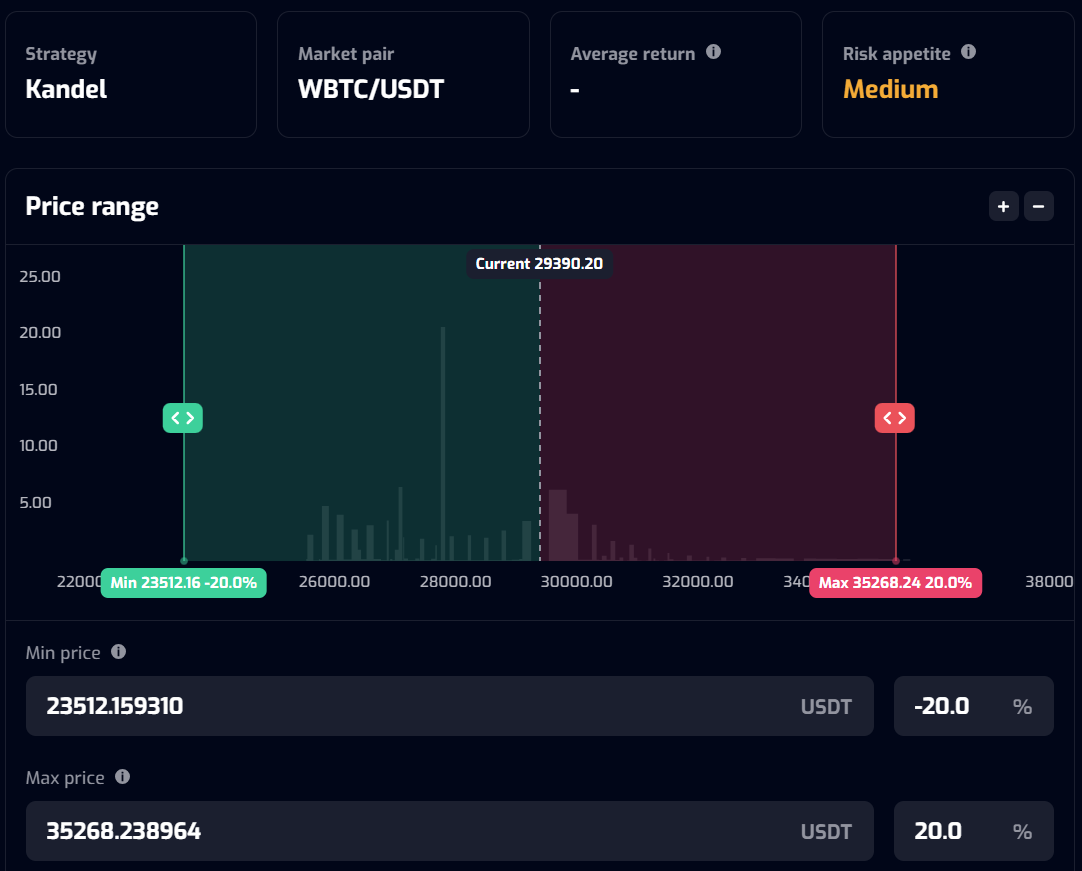 Strategy
Kandel
Market pair
WBTC/USDT
Average return
-
Risk appetite
Medium
Price range
+ -
Current 29390.20
25.00
20.00
15.00
10.00
5.00
22000 26000.00 28000.00 30000.00 32000.00 340 38000
Min 23512.16 -20.0%
Max 35268.24 20.0%
Min price
23512.159310 USDT -20.0 %
Max price
35268.238964 USDT 20.0 %